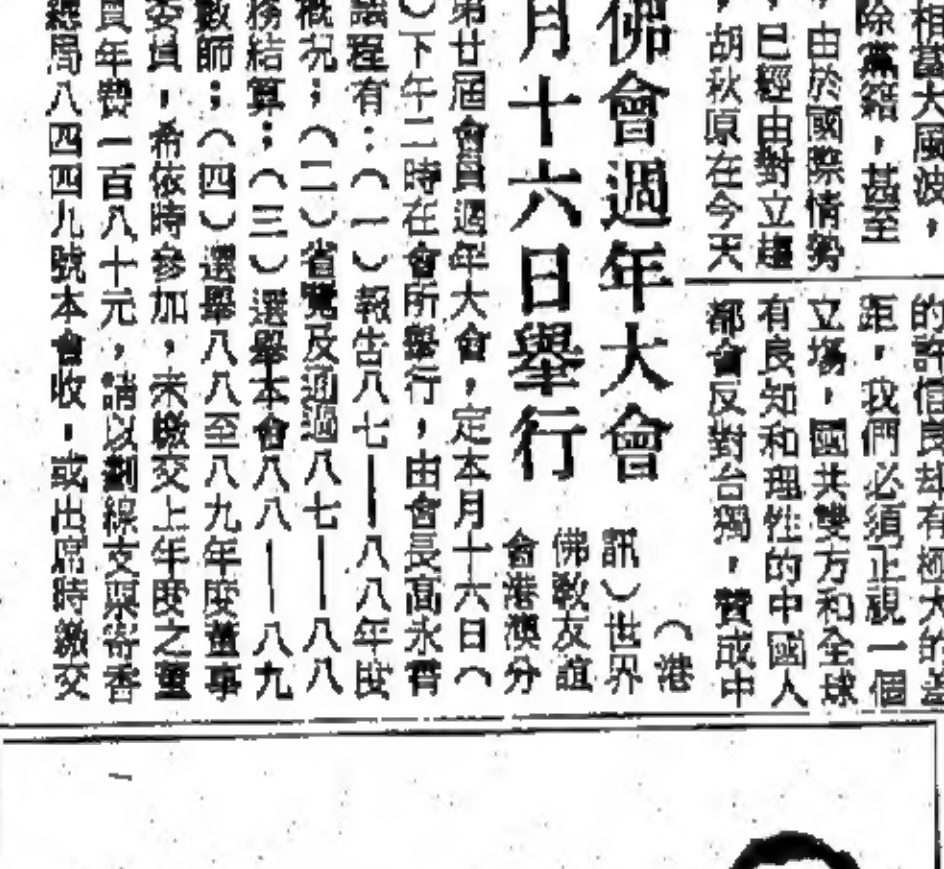 相當大風波，
除黨籍，甚至
，由於國際情勢
，已經由對立趨
，胡秋原在今天
的許信良却有極大的差
距，我們必須正視一個
立場，國共雙方和全球
有良知和理性的中國人
都會反對台獨，贊成中
佛會週年大會
月十六日舉行
（港
訊）世界
佛教友誼
會港澳分
第廿屆會員週年大會，定本月十六日（
）下午二時在會所舉行，由會長高永霄
議程有：（一）報告八七—八八年度
概況；（二）省覽及通過八七—八八
務結算；（三）選舉本會八八—八九
數師；（四）選舉八八至八九年度董事
委員，希依時參加，未繳交上年度之董
員年費一百八十元，請以劃線支票寄香
總局八四四九號本會收，或出席時繳交